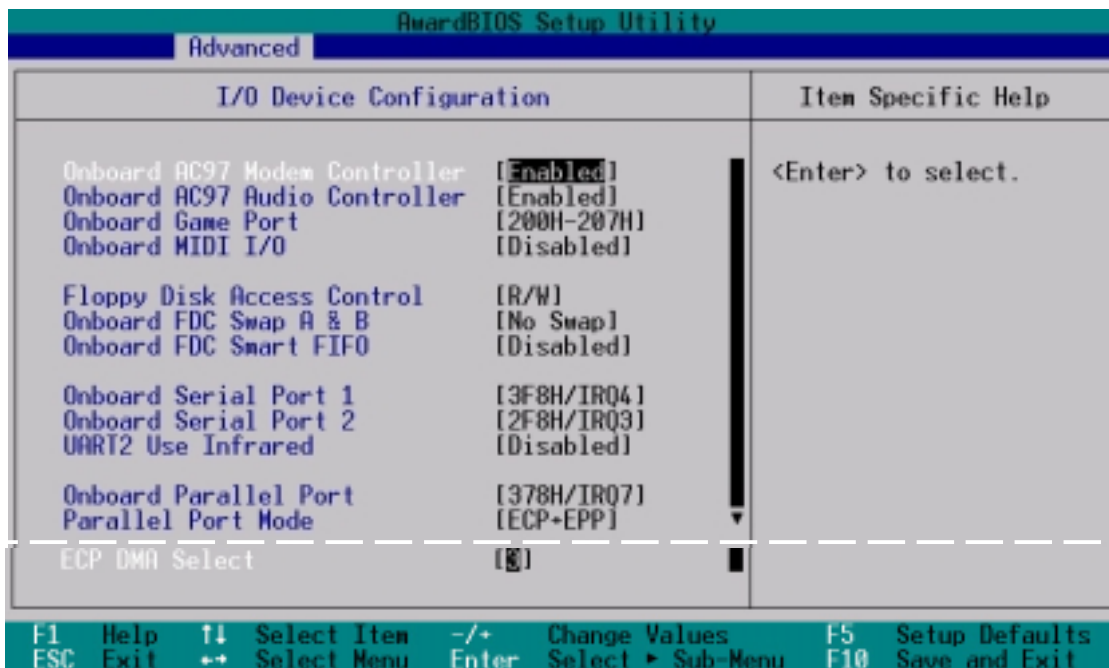 AwardBIOS Setup Utility
Advanced
I/O Device Configuration
Item Specific Help
Onboard AC97 Modem Controller [Enabled]
<Enter> to select.
Onboard AC97 Audio Controller [Enabled]
Onboard Game Port [200H-207H]
Onboard MIDI I/O [Disabled]
Floppy Disk Access Control [R/W]
Onboard FDC Swap A & B [No Swap]
Onboard FDC Smart FIFO [Disabled]
Onboard Serial Port 1 [3F8H/IRQ4]
Onboard Serial Port 2 [2F8H/IRQ3]
UART2 Use Infrared [Disabled]
Onboard Parallel Port [378H/IRQ7]
Parallel Port Mode [ECP+EPP]
ECP DMA Select [3]
F1 Help ↑↓ Select Item -/+ Change Values F5 Setup Defaults
ESC Exit ←→ Select Menu Enter Select ► Sub-Menu F10 Save and Exit